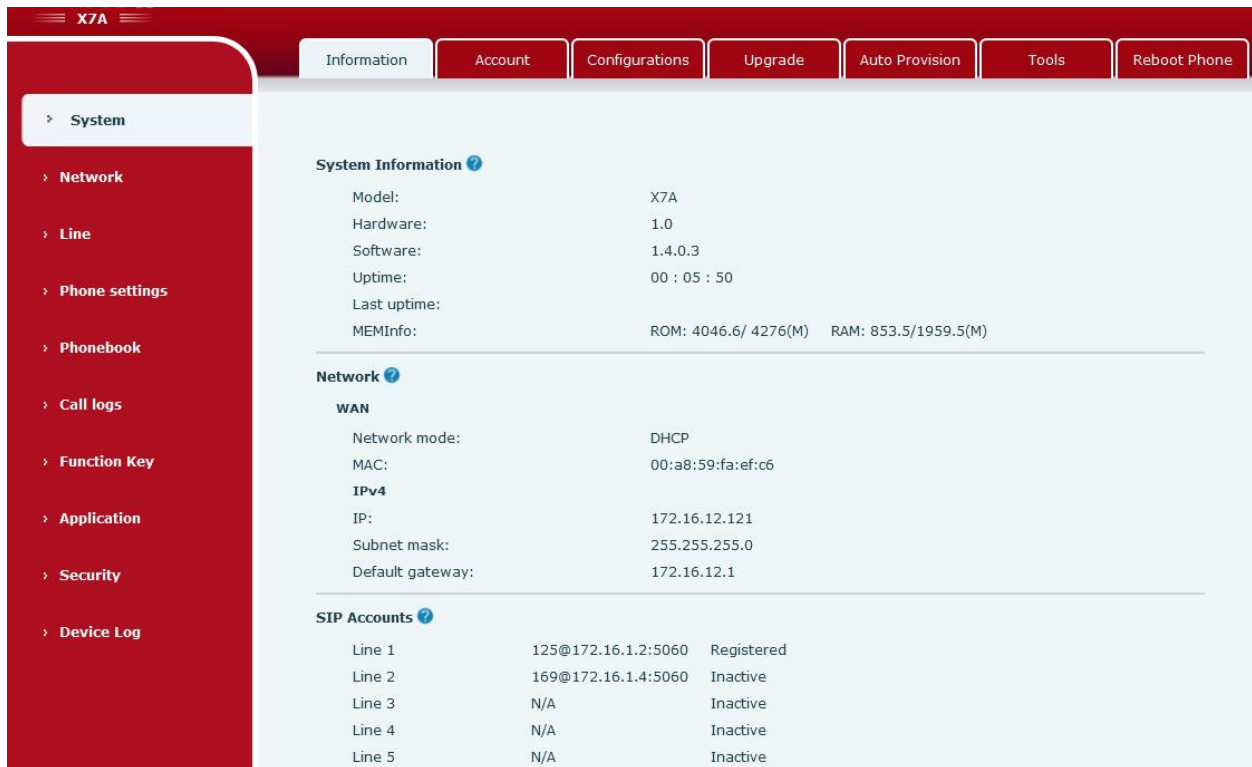 X7A
Information Account Configurations Upgrade Auto Provision Tools Reboot Phone
System
Network
Line
Phone settings
Phonebook
Call logs
Function Key
Application
Security
Device Log
System Information
Model: X7A
Hardware: 1.0
Software: 1.4.0.3
Uptime: 00 : 05 : 50
Last uptime:
MEMInfo: ROM: 4046.6/ 4276(M) RAM: 853.5/1959.5(M)
Network
WAN
Network mode: DHCP
MAC: 00:a8:59:fa:ef:c6
IPv4
IP: 172.16.12.121
Subnet mask: 255.255.255.0
Default gateway: 172.16.12.1
SIP Accounts
Line 1 125@172.16.1.2:5060 Registered
Line 2 169@172.16.1.4:5060 Inactive
Line 3 N/A Inactive
Line 4 N/A Inactive
Line 5 N/A Inactive